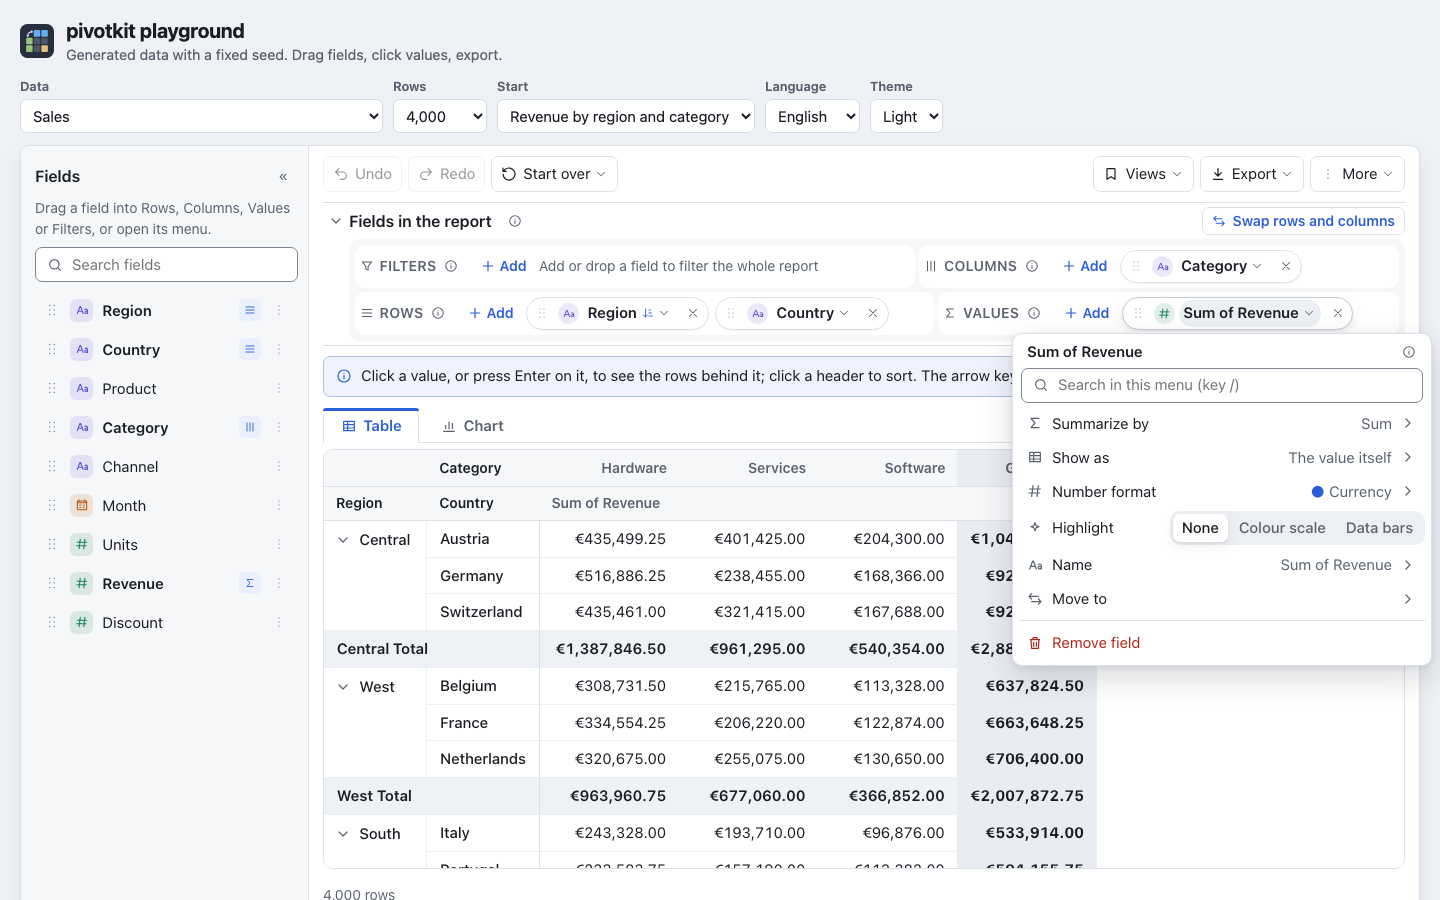 pivotkit playground
Generated data with a fixed seed. Drag fields, click values, export.
Data Rows Start Language Theme
Sales 4,000 Revenue by region and category English Light
Fields «
Drag a field into Rows, Columns, Values
or Filters, or open its menu.
Search fields
Aa Region
Aa Country
Aa Product
Aa Category
Aa Channel
Month
# Units
# Revenue Σ
# Discount
Undo Redo Start over Views Export More
Fields in the report Swap rows and columns
FILTERS + Add Add or drop a field to filter the whole report
COLUMNS + Add Aa Category ×
ROWS + Add Aa Region × Aa Country ×
Σ VALUES + Add # Sum of Revenue ×
Click a value, or press Enter on it, to see the rows behind it; click a header to sort. The arrow
Table Chart
Sum of Revenue
Search in this menu (key /)
Σ Summarize by Sum
Show as The value itself
# Number format Currency
Highlight None Colour scale Data bars
Aa Name Sum of Revenue
Move to
Remove field
Category Hardware Services Software
Region Country Sum of Revenue
Central Austria €435,499.25 €401,425.00 €204,300.00
Germany €516,886.25 €238,455.00 €168,366.00
Switzerland €435,461.00 €321,415.00 €167,688.00
Central Total €1,387,846.50 €961,295.00 €540,354.00
West Belgium €308,731.50 €215,765.00 €113,328.00 €637,824.50
France €334,554.25 €206,220.00 €122,874.00 €663,648.25
Netherlands €320,675.00 €255,075.00 €130,650.00 €706,400.00
West Total €963,960.75 €677,060.00 €366,852.00 €2,007,872.75
South Italy €243,328.00 €193,710.00 €96,876.00 €533,914.00
4,000 rows